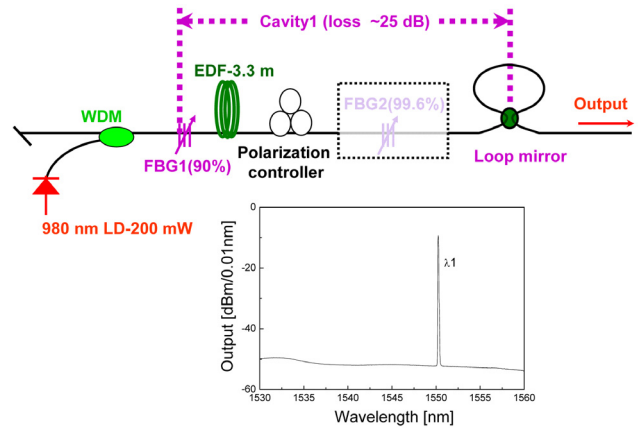 Cavity1 (loss ~25 dB)
EDF-3.3 m
WDM
FBG2(99.6%)
Output
FBG1(90%)
Polarization
controller
Loop mirror
980 nm LD-200 mW
0
-20
-40
-60
Output [dBm/0.01nm]
λ1
1530 1535 1540 1545 1550 1555 1560
Wavelength [nm]